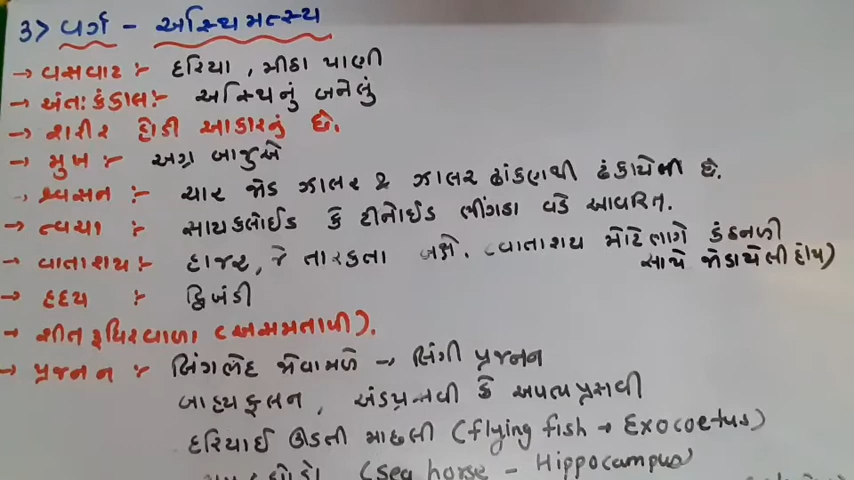 3> વર્ગ - અસ્થિમત્સ્ય
→ વસવાટ :- દરિયા , મીઠા પાણી
→ અંતઃકંકાલ :- અસ્થિનું બનેલું
→ શરીર હોડી આકારનું છે.
→ મુખ :- અગ્ર બાજુએ
→ શ્વસન :- ચાર જોડ ઝાલર & ઝાલર ઢાંકણથી ઢંકાયેલી છે.
→ ત્વચા :- સાયકલોઈડ કે ટીનોઈડ ભીંગડા વડે આવરિત.
→ વાતાશય :- હાજર, જે તારકતા બક્ષે. (વાતાશય મોટેભાગે કંઠનળી
સાથે જોડાયેલી હોય)
→ હૃદય :- દ્વિખંડી
→ શીત રૂધિરવાળા (અસમતાપી).
→ પ્રજનન :- લિંગભેદ જોવામળે → લિંગી પ્રજનન
બાહ્યફલન , અંડપ્રસવી કે અપત્યપ્રસવી
દરિયાઈ ઊડતી માછલી (flying fish → Exocoetus)
ઘોડો (sea horse - Hippocampus)